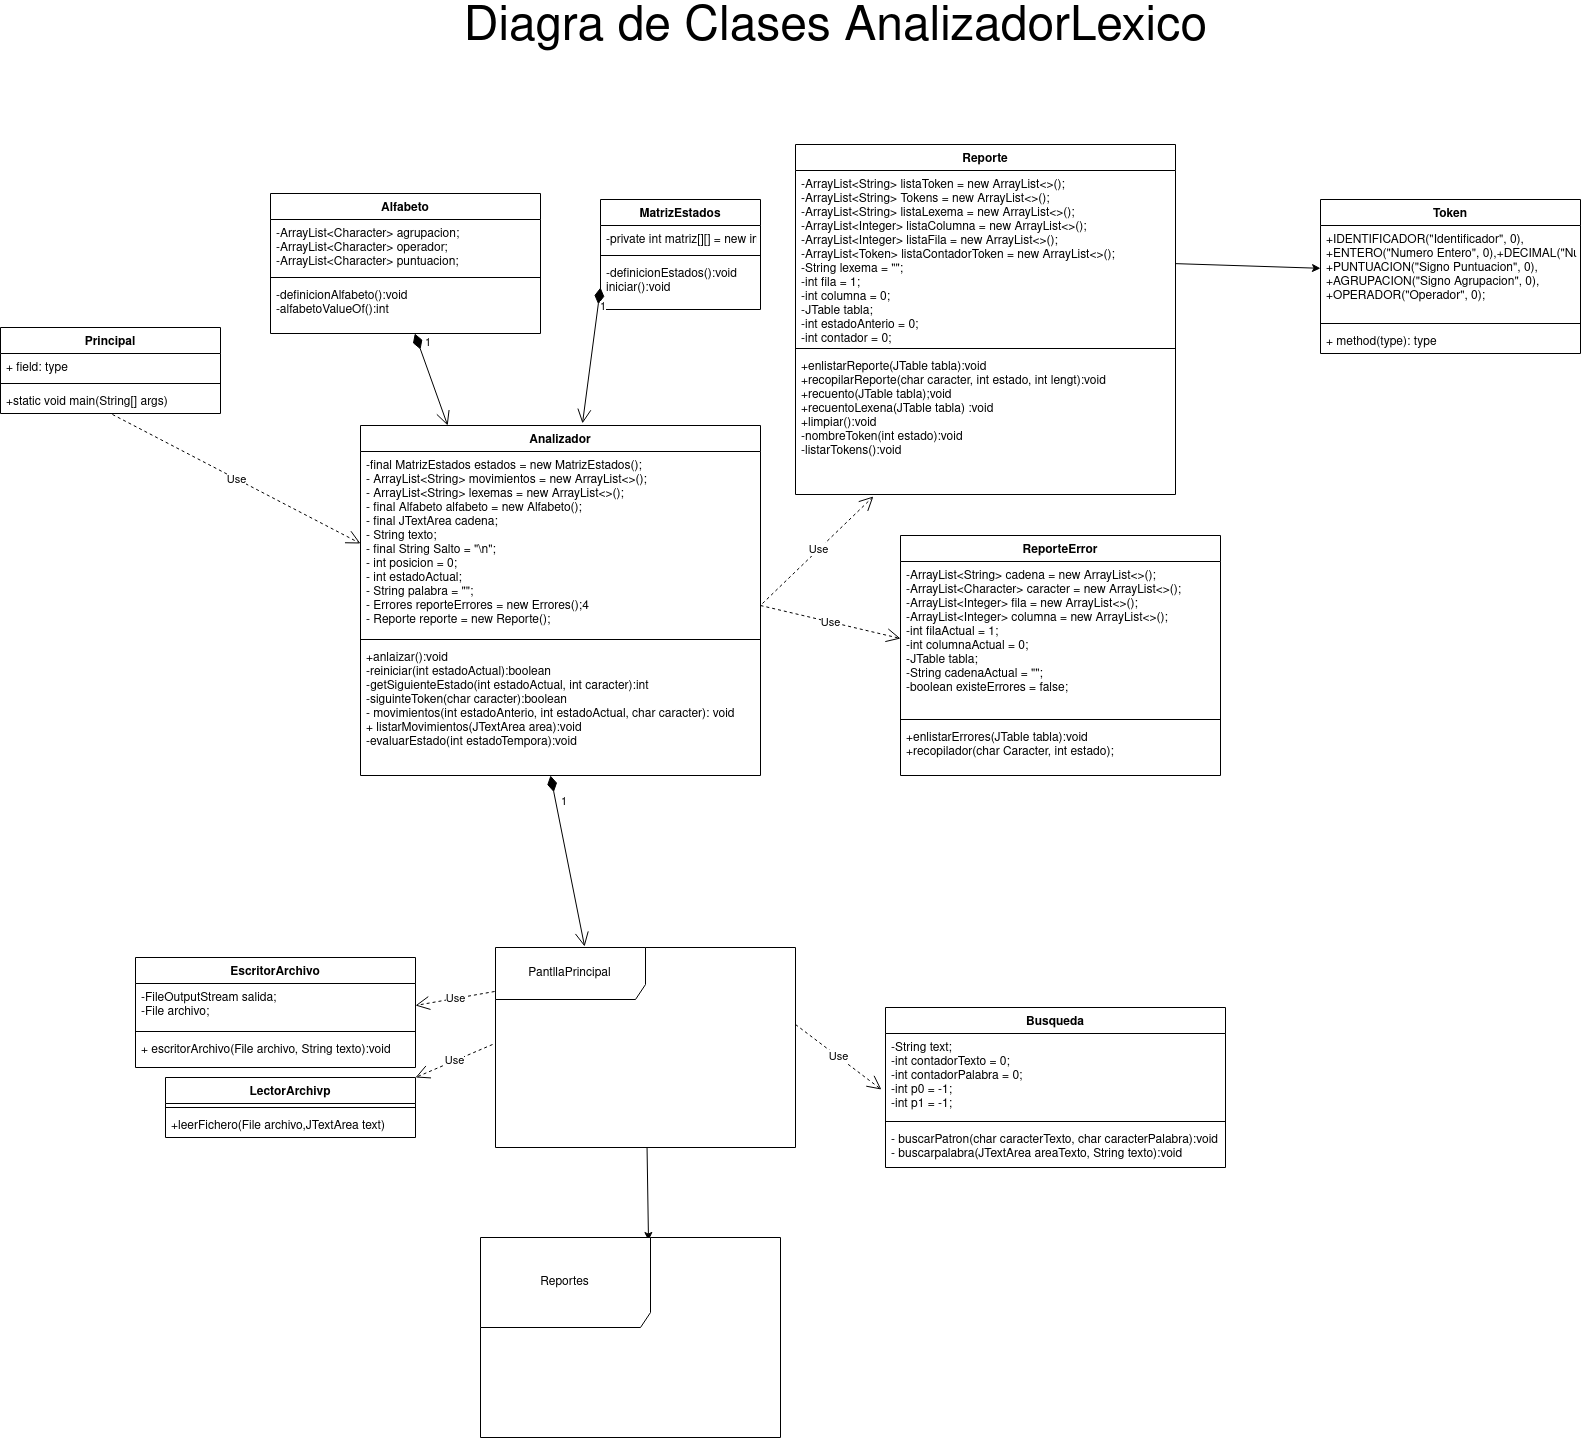 Diagra de Clases AnalizadorLexico
Reporte
-ArrayList<String> listaToken = new ArrayList<>();
-ArrayList<String> Tokens = new ArrayList<>();
-ArrayList<String> listaLexema = new ArrayList<>();
-ArrayList<Integer> listaColumna = new ArrayList<>();
-ArrayList<Integer> listaFila = new ArrayList<>();
-ArrayList<Token> listaContadorToken = new ArrayList<>();
-String lexema = "";
-int fila = 1;
-int columna = 0;
-JTable tabla;
-int estadoAnterio = 0;
-int contador = 0;
+enlistarReporte(JTable tabla):void
+recopilarReporte(char caracter, int estado, int lengt):void
+recuento(JTable tabla);void
+recuentoLexena(JTable tabla) :void
+limpiar():void
-nombreToken(int estado):void
-listarTokens():void
Alfabeto
-ArrayList<Character> agrupacion;
-ArrayList<Character> operador;
-ArrayList<Character> puntuacion;
-definicionAlfabeto():void
-alfabetoValueOf():int
1
MatrizEstados
-private int matriz[][] = new ir
-definicionEstados():void
iniciar():void
1
Token
+IDENTIFICADOR("Identificador", 0),
+ENTERO("Numero Entero", 0),+DECIMAL("Nu
+PUNTUACION("Signo Puntuacion", 0),
+AGRUPACION("Signo Agrupacion", 0),
+OPERADOR("Operador", 0);
+ method(type): type
Principal
+ field: type
+static void main(String[] args)
Use
Analizador
-final MatrizEstados estados = new MatrizEstados();
- ArrayList<String> movimientos = new ArrayList<>();
- ArrayList<String> lexemas = new ArrayList<>();
- final Alfabeto alfabeto = new Alfabeto();
- final JTextArea cadena;
- String texto;
- final String Salto = "\n";
- int posicion = 0;
- int estadoActual;
- String palabra = "";
- Errores reporteErrores = new Errores();4
- Reporte reporte = new Reporte();
+anlaizar():void
-reiniciar(int estadoActual):boolean
-getSiguienteEstado(int estadoActual, int caracter):int
-siguinteToken(char caracter):boolean
- movimientos(int estadoAnterio, int estadoActual, char caracter): void
+ listarMovimientos(JTextArea area):void
-evaluarEstado(int estadoTempora):void
1
Use
Use
ReporteError
-ArrayList<String> cadena = new ArrayList<>();
-ArrayList<Character> caracter = new ArrayList<>();
-ArrayList<Integer> fila = new ArrayList<>();
-ArrayList<Integer> columna = new ArrayList<>();
-int filaActual = 1;
-int columnaActual = 0;
-JTable tabla;
-String cadenaActual = "";
-boolean existeErrores = false;
+enlistarErrores(JTable tabla):void
+recopilador(char Caracter, int estado);
EscritorArchivo
-FileOutputStream salida;
-File archivo;
+ escritorArchivo(File archivo, String texto):void
LectorArchivp
+leerFichero(File archivo,JTextArea text)
Use
Use
PantllaPrincipal
Use
Busqueda
-String text;
-int contadorTexto = 0;
-int contadorPalabra = 0;
-int p0 = -1;
-int p1 = -1;
- buscarPatron(char caracterTexto, char caracterPalabra):void
- buscarpalabra(JTextArea areaTexto, String texto):void
Reportes